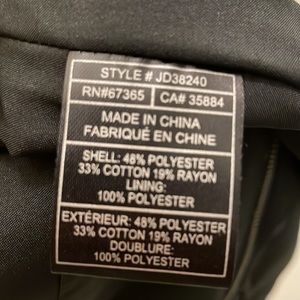 STYLE # JD38240
RN#67365 CA# 35884
MADE IN CHINA
FABRIQUÉ EN CHINE
SHELL: 48% POLYESTER
33% COTTON 19% RAYON
LINING:
100% POLYESTER
EXTÉRIEUR: 48% POLYESTER
33% COTTON 19% RAYON
DOUBLURE:
100% POLYESTER